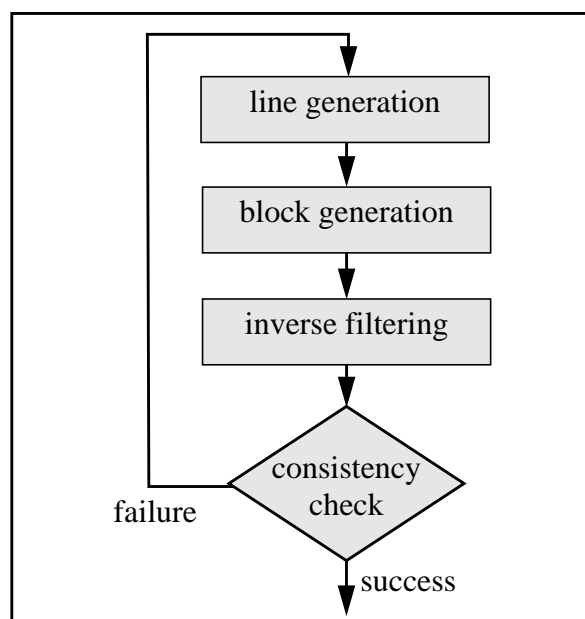 line generation
block generation
inverse filtering
consistency
check
failure
success